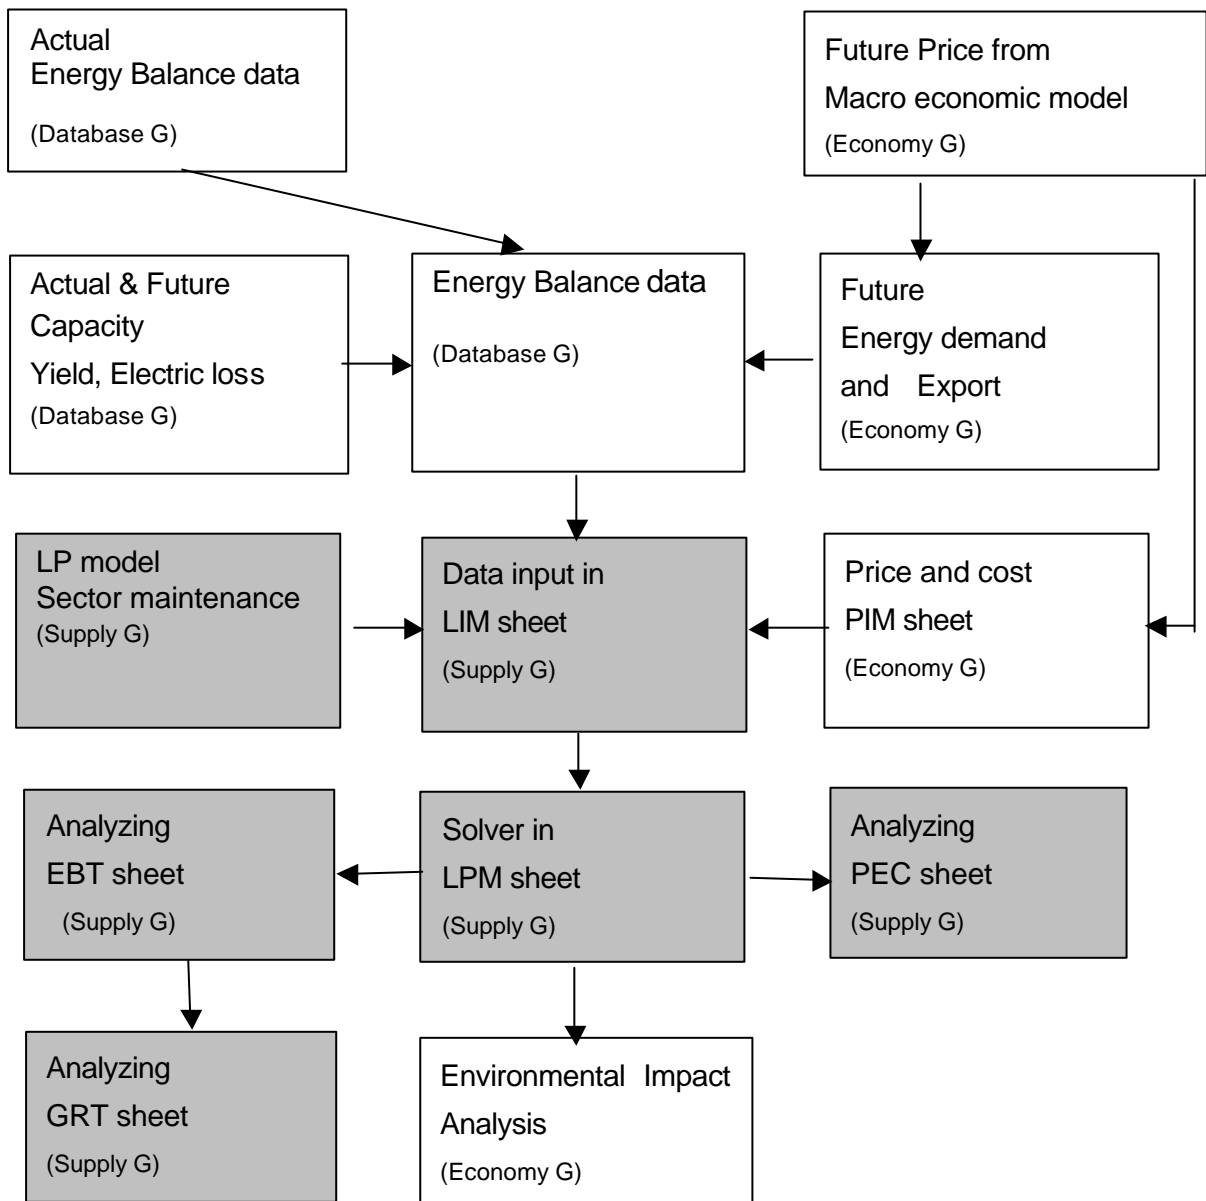 Actual
Energy Balance data
(Database G)
Future Price from
Macro economic model
(Economy G)
Actual & Future
Capacity
Yield, Electric loss
(Database G)
Energy Balance data
(Database G)
Future
Energy demand
and Export
(Economy G)
LP model
Sector maintenance
(Supply G)
Data input in
LIM sheet
(Supply G)
Price and cost
PIM sheet
(Economy G)
Analyzing
EBT sheet
(Supply G)
Solver in
LPM sheet
(Supply G)
Analyzing
PEC sheet
(Supply G)
Analyzing
GRT sheet
(Supply G)
Environmental Impact
Analysis
(Economy G)